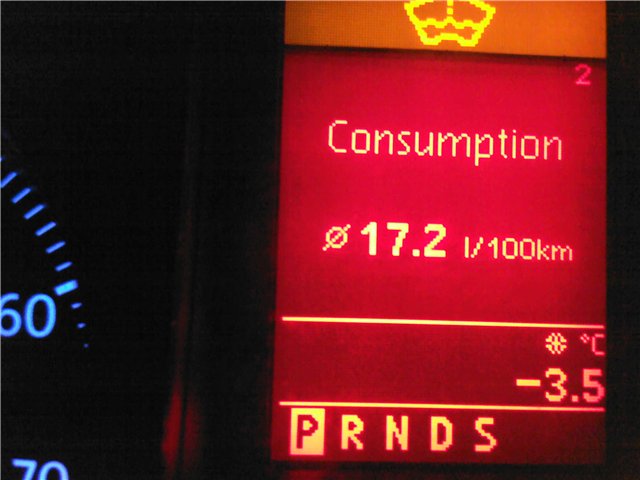 2
Consumption
ø 17.2 l/100km
°C
-3.5
P R N D S
60
70